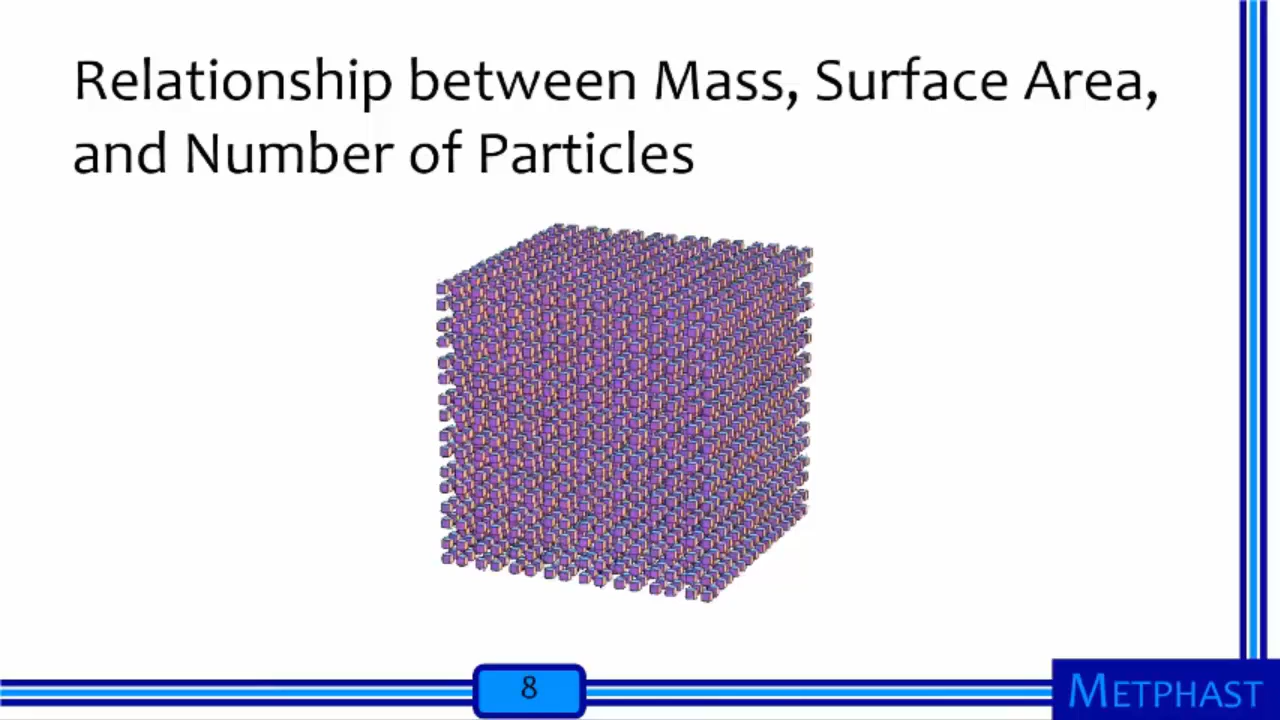 Relationship between Mass, Surface Area,
and Number of Particles
8
METPHAST